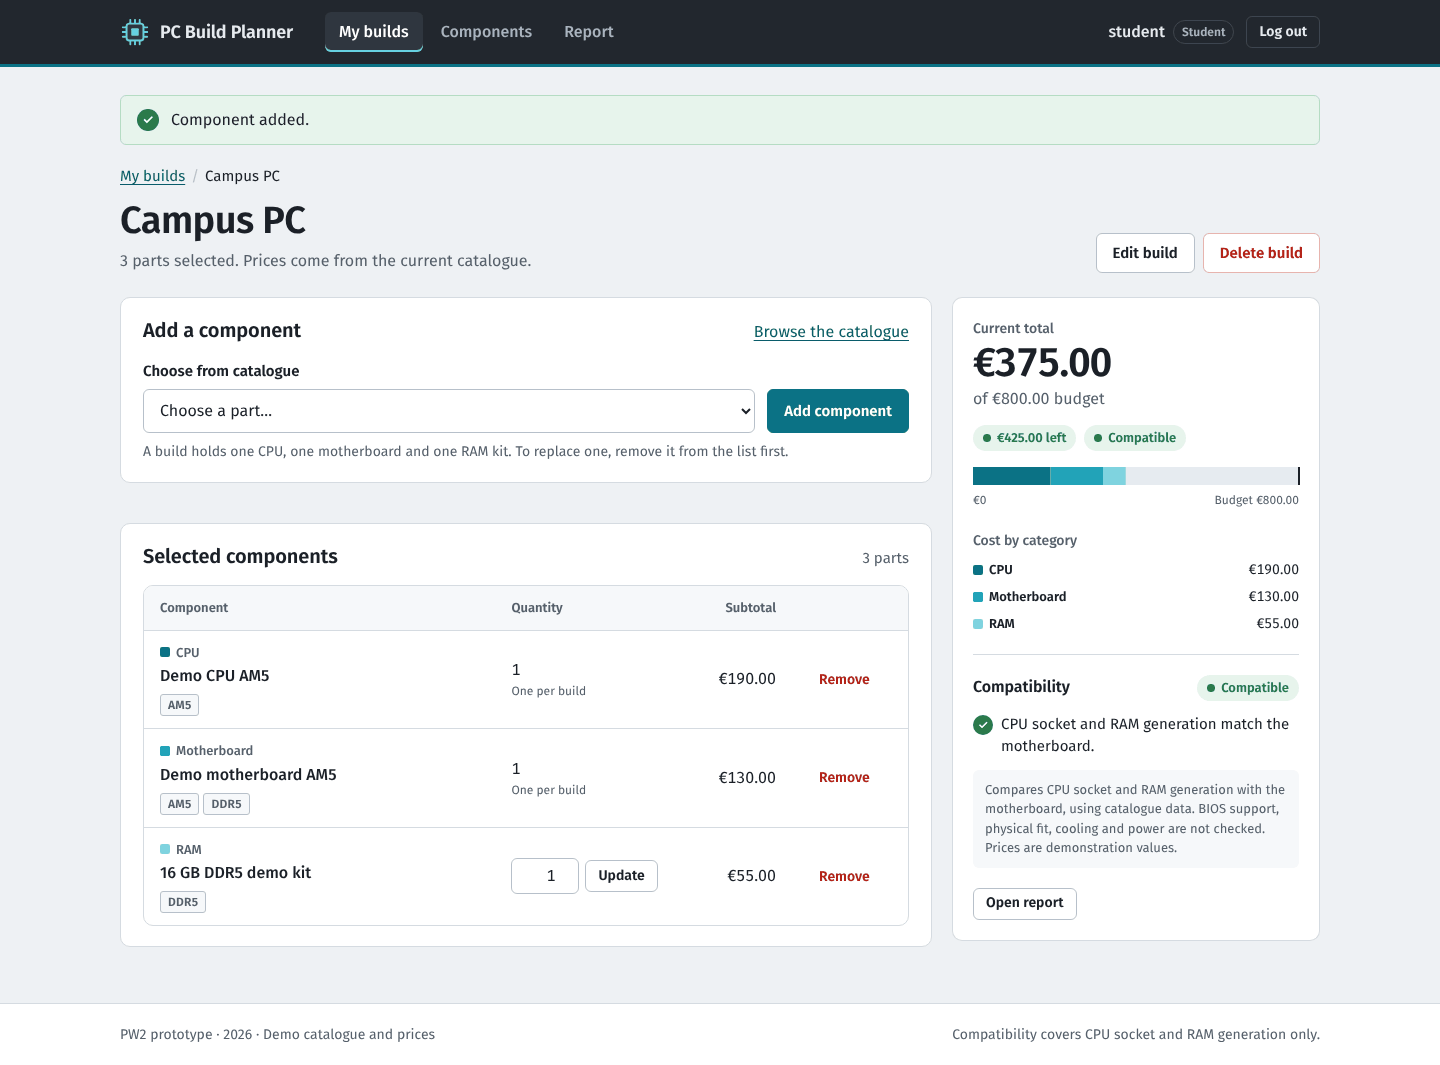 PC Build Planner
My builds
Components
Report
student
Student
Log out
Component added.
My builds / Campus PC
Campus PC
3 parts selected. Prices come from the current catalogue.
Edit build
Delete build
Add a component
Browse the catalogue
Choose from catalogue
Choose a part...
Add component
A build holds one CPU, one motherboard and one RAM kit. To replace one, remove it from the list first.
Selected components
3 parts
Component
Quantity
Subtotal
CPU
Demo CPU AM5
AM5
1
One per build
€190.00
Remove
Motherboard
Demo motherboard AM5
AM5
DDR5
1
One per build
€130.00
Remove
RAM
16 GB DDR5 demo kit
DDR5
1
Update
€55.00
Remove
Current total
€375.00
of €800.00 budget
€425.00 left
Compatible
€0
Budget €800.00
Cost by category
CPU
€190.00
Motherboard
€130.00
RAM
€55.00
Compatibility
Compatible
CPU socket and RAM generation match the
motherboard.
Compares CPU socket and RAM generation with the
motherboard, using catalogue data. BIOS support,
physical fit, cooling and power are not checked.
Prices are demonstration values.
Open report
PW2 prototype · 2026 · Demo catalogue and prices
Compatibility covers CPU socket and RAM generation only.